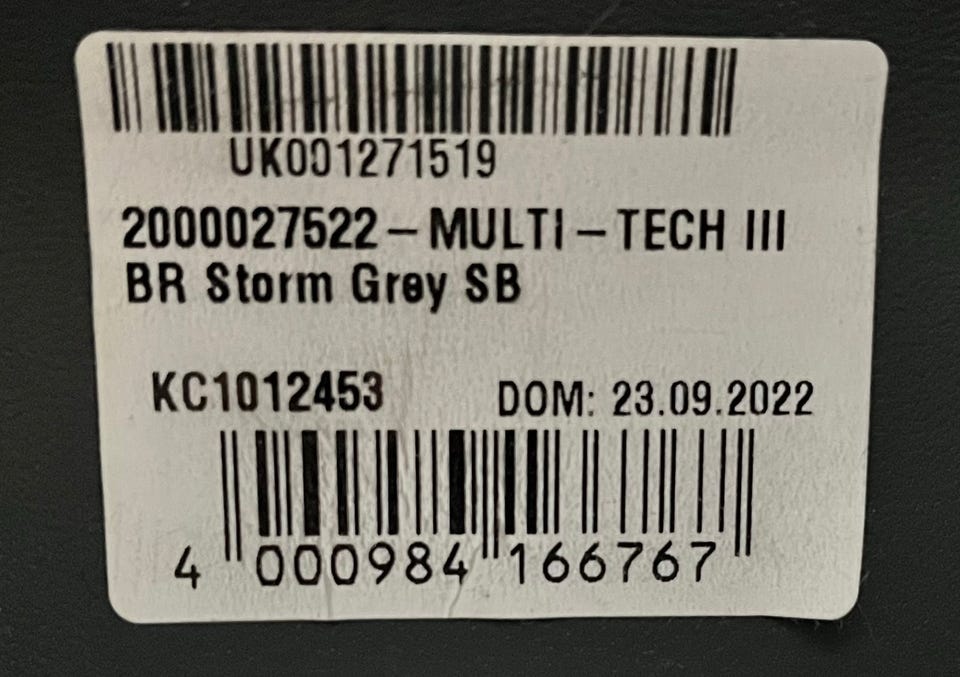 UK001271519
2000027522 – MULTI – TECH III
BR Storm Grey SB
KC1012453 DOM: 23.09.2022
4 000984 166767